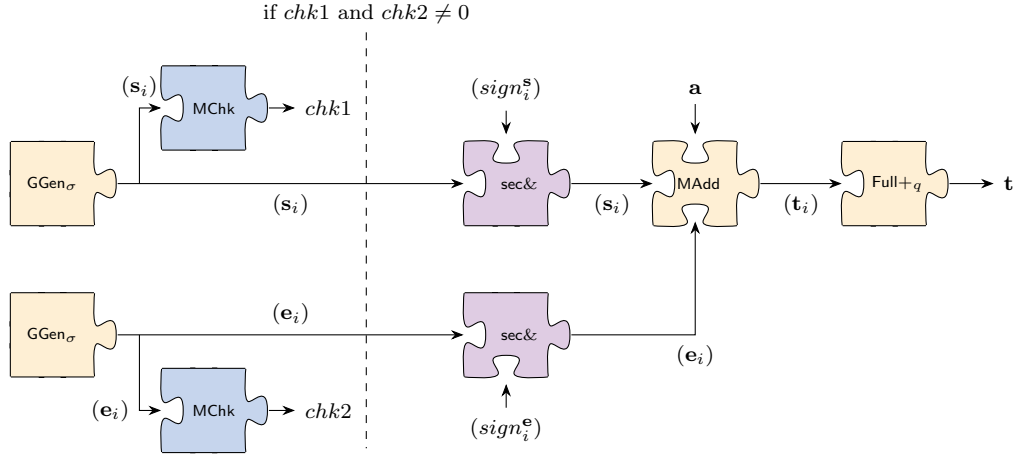 if chk1 and chk2 ≠ 0
(s_i)
MChk
chk1
(sign_i^s)
a
GGen_σ
(s_i)
sec&
(s_i)
MAdd
(t_i)
Full+_q
t
GGen_σ
(e_i)
sec&
(e_i)
(e_i)
MChk
chk2
(sign_i^e)